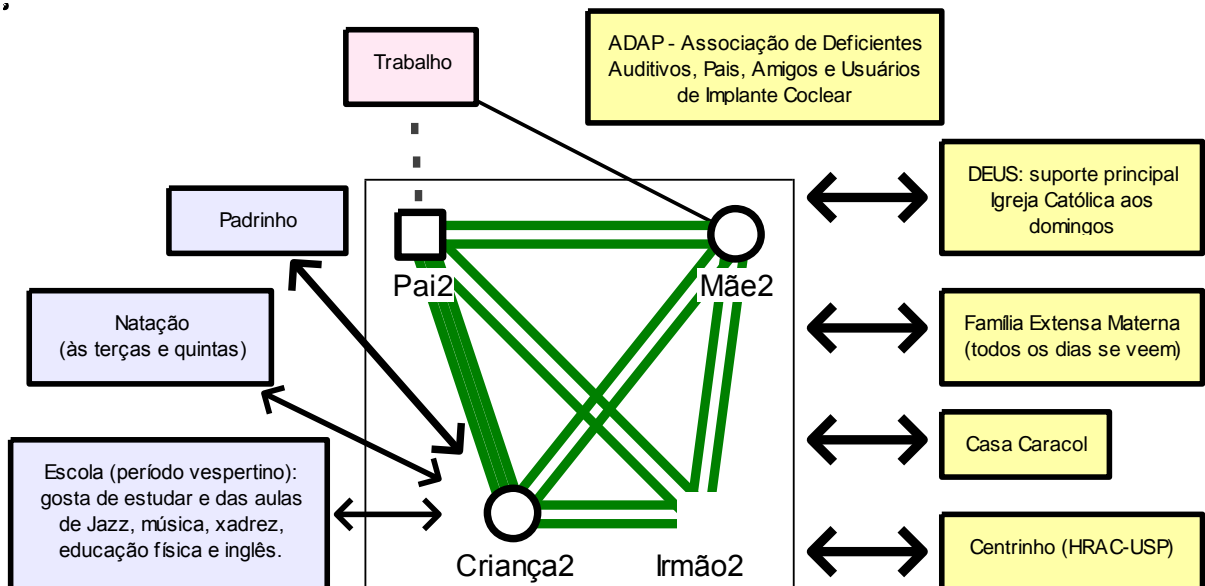 Trabalho
ADAP - Associação de Deficientes
Auditivos, Pais, Amigos e Usuários
de Implante Coclear
DEUS: suporte principal
Igreja Católica aos
domingos
Padrinho
Pai2
Mãe2
Natação
(às terças e quintas)
Família Extensa Materna
(todos os dias se veem)
Casa Caracol
Escola (período vespertino):
gosta de estudar e das aulas
de Jazz, música, xadrez,
educação física e inglês.
Centrinho (HRAC-USP)
Criança2
Irmão2